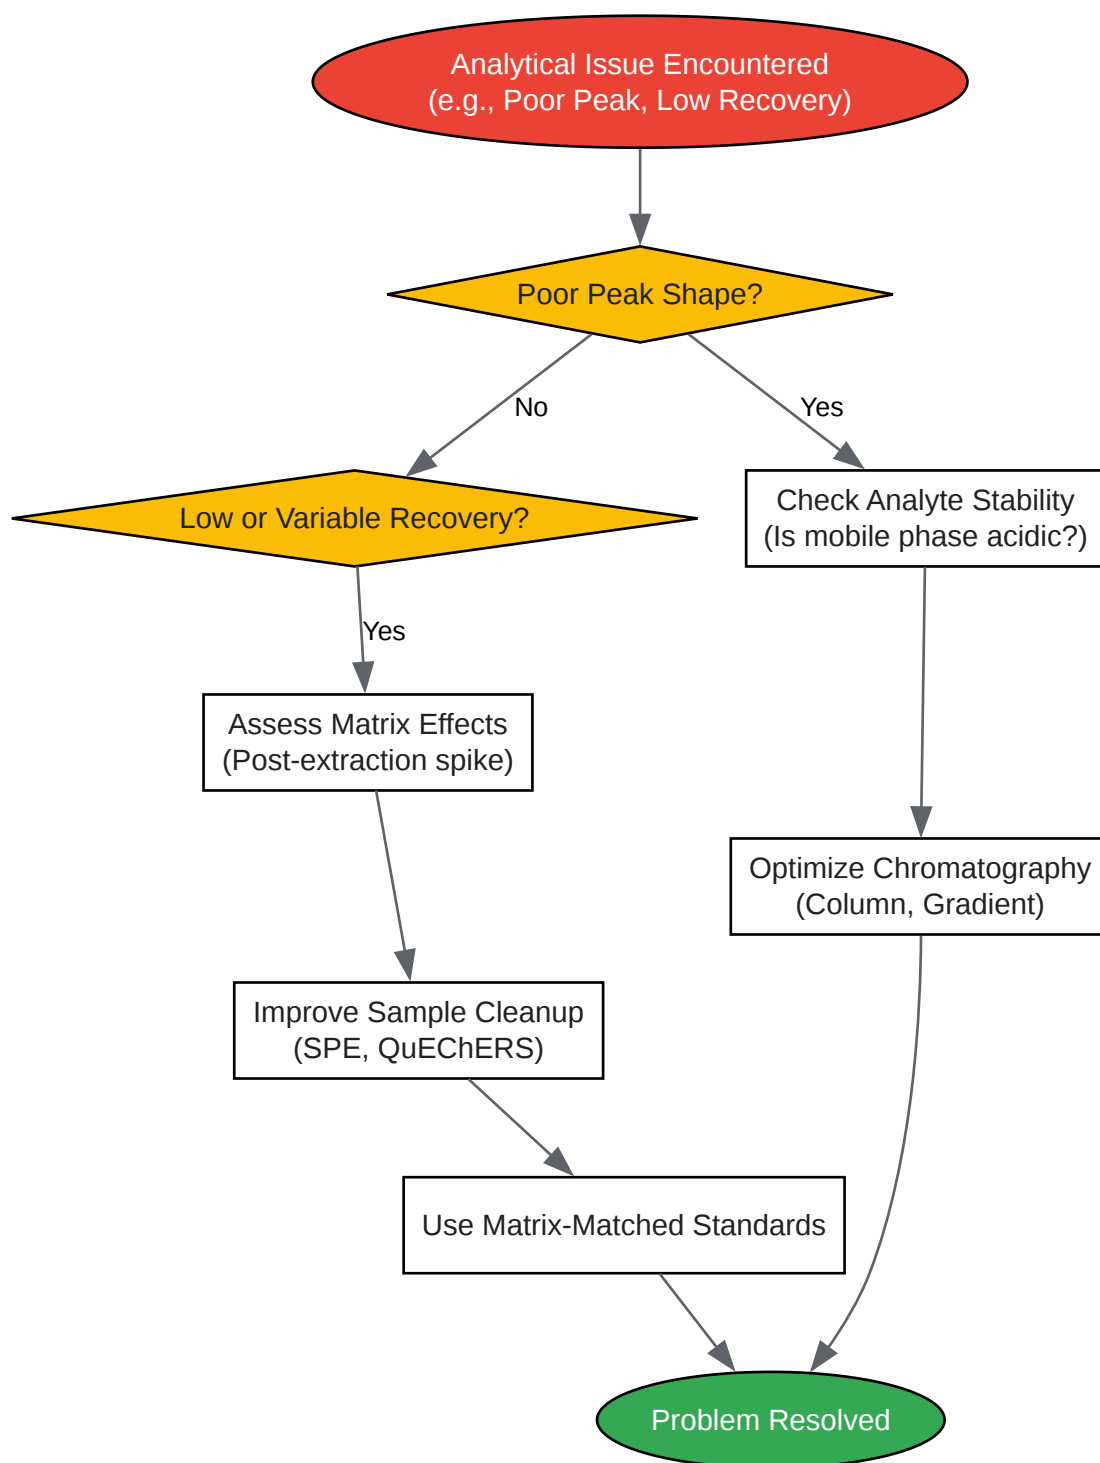 Analytical Issue Encountered
(e.g., Poor Peak, Low Recovery)
Poor Peak Shape?
No
Yes
Low or Variable Recovery?
Check Analyte Stability
(Is mobile phase acidic?)
Yes
Assess Matrix Effects
(Post-extraction spike)
Optimize Chromatography
(Column, Gradient)
Improve Sample Cleanup
(SPE, QuEChERS)
Use Matrix-Matched Standards
Problem Resolved